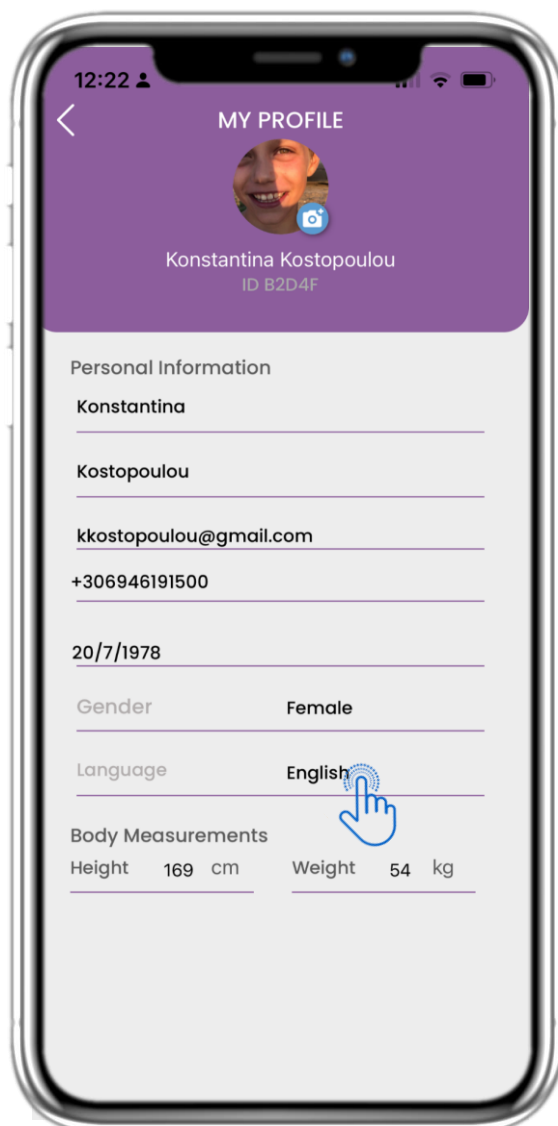 12:22
MY PROFILE
Konstantina Kostopoulou
ID B2D4F
Personal Information
Konstantina
Kostopoulou
kkostopoulou@gmail.com
+306946191500
20/7/1978
Gender Female
Language English
Body Measurements
Height 169 cm Weight 54 kg